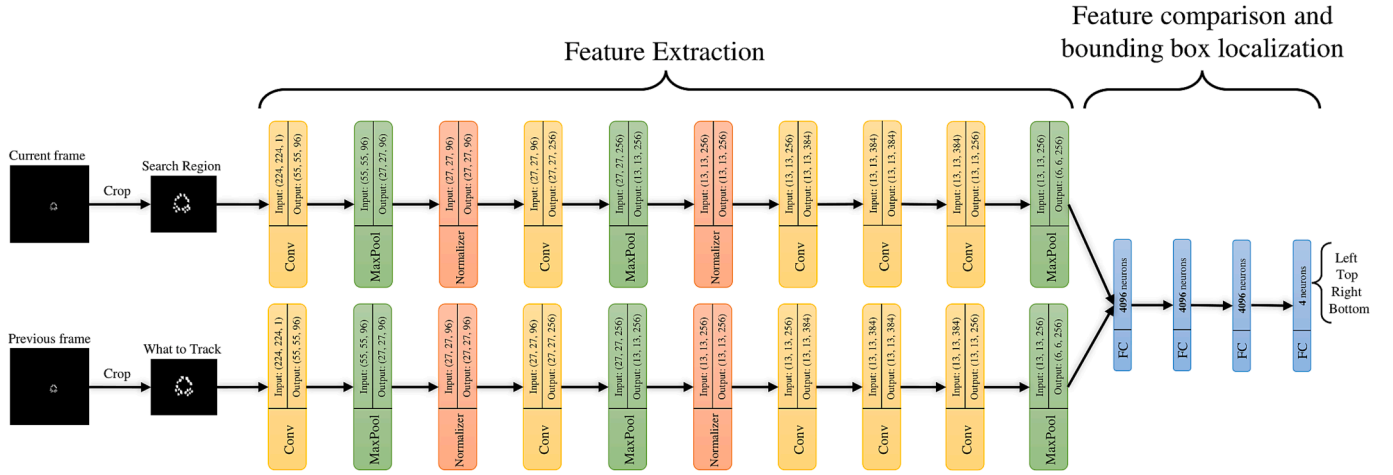 Feature Extraction
Feature comparison and
bounding box localization
Current frame
Crop
Search Region
Conv
Input: (224, 224, 1)
Output: (55, 55, 96)
MaxPool
Input: (55, 55, 96)
Output: (27, 27, 96)
Normalizer
Input: (27, 27, 96)
Output: (27, 27, 96)
Conv
Input: (27, 27, 96)
Output: (27, 27, 256)
MaxPool
Input: (27, 27, 256)
Output: (13, 13, 256)
Normalizer
Input: (13, 13, 256)
Output: (13, 13, 256)
Conv
Input: (13, 13, 256)
Output: (13, 13, 384)
Conv
Input: (13, 13, 384)
Output: (13, 13, 384)
Conv
Input: (13, 13, 384)
Output: (13, 13, 256)
MaxPool
Input: (13, 13, 256)
Output: (6, 6, 256)
Previous frame
Crop
What to Track
Conv
Input: (224, 224, 1)
Output: (55, 55, 96)
MaxPool
Input: (55, 55, 96)
Output: (27, 27, 96)
Normalizer
Input: (27, 27, 96)
Output: (27, 27, 96)
Conv
Input: (27, 27, 96)
Output: (27, 27, 256)
MaxPool
Input: (27, 27, 256)
Output: (13, 13, 256)
Normalizer
Input: (13, 13, 256)
Output: (13, 13, 256)
Conv
Input: (13, 13, 256)
Output: (13, 13, 384)
Conv
Input: (13, 13, 384)
Output: (13, 13, 384)
Conv
Input: (13, 13, 384)
Output: (13, 13, 256)
MaxPool
Input: (13, 13, 256)
Output: (6, 6, 256)
FC
4096 neurons
FC
4096 neurons
FC
4096 neurons
FC
4 neurons
Left
Top
Right
Bottom